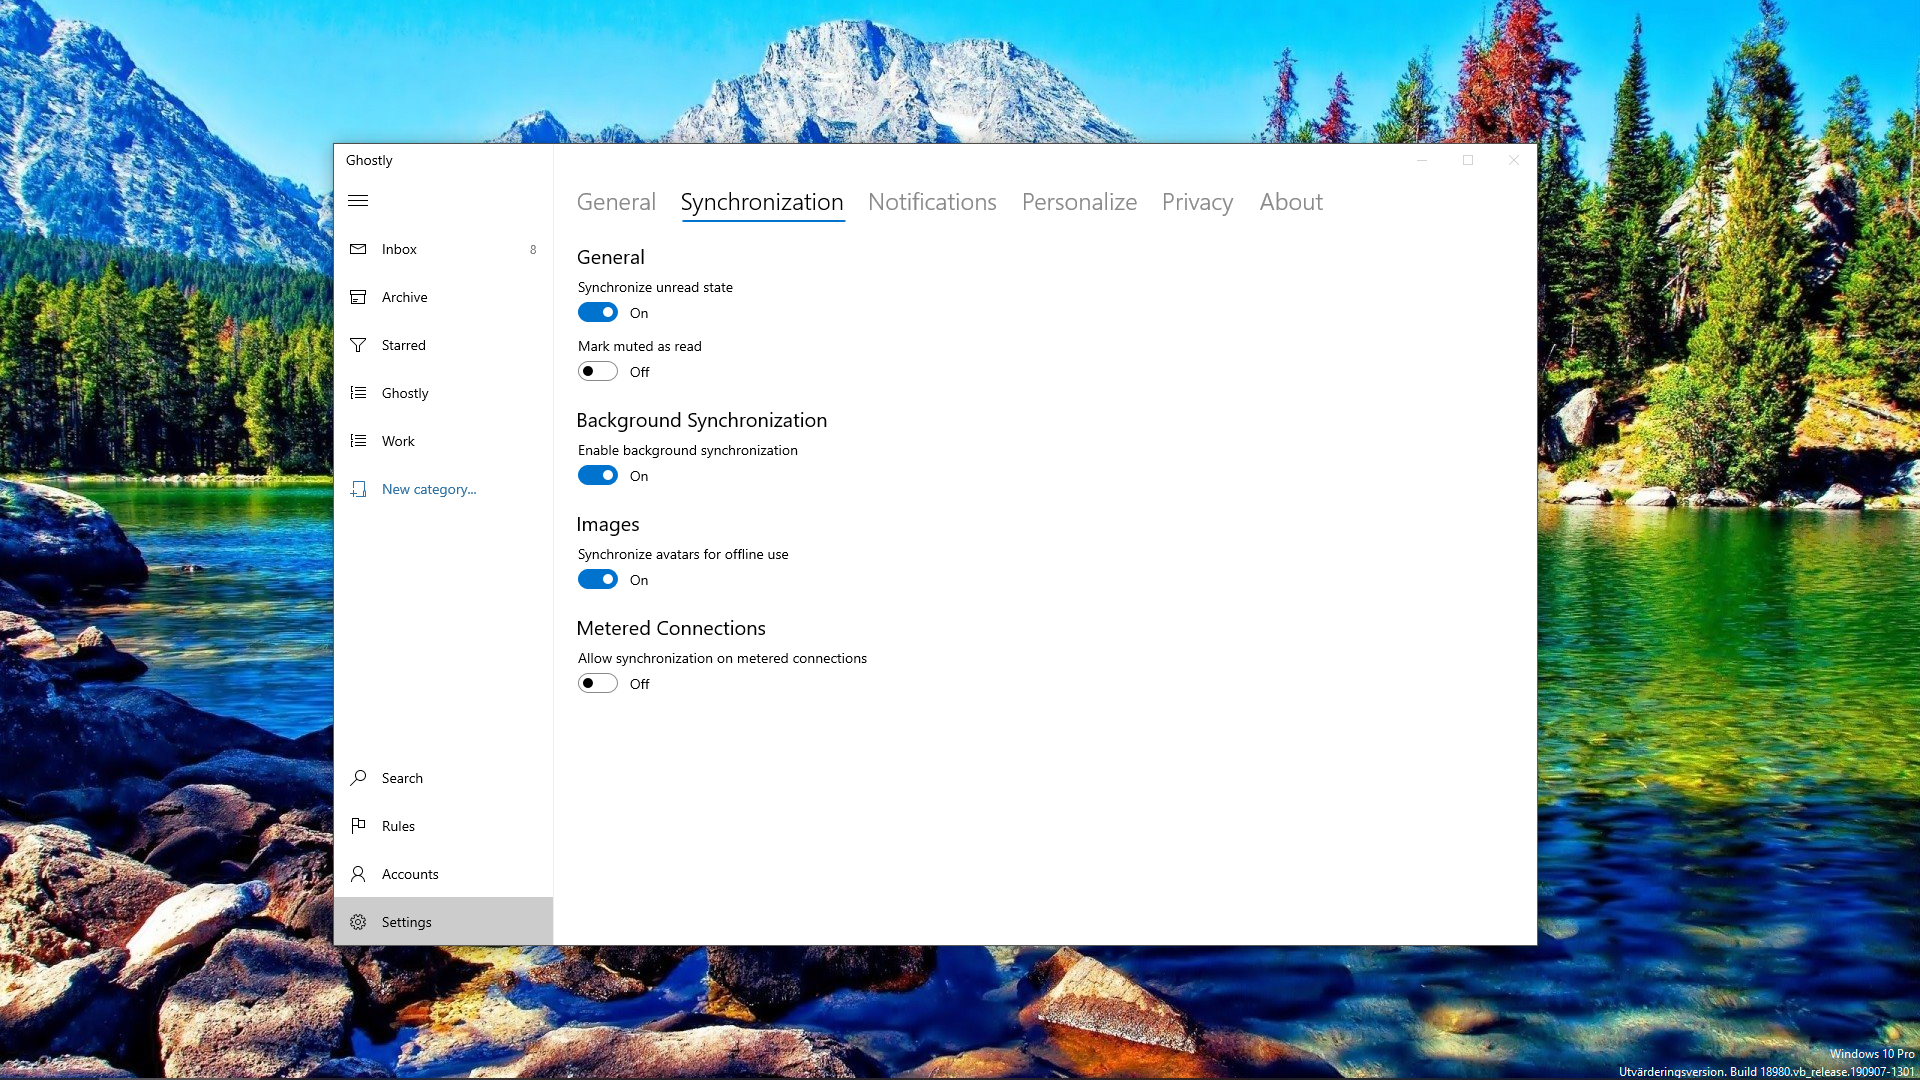 Ghostly
Inbox 8
Archive
Starred
Ghostly
Work
New category...
Search
Rules
Accounts
Settings
General Synchronization Notifications Personalize Privacy About
General
Synchronize unread state
On
Mark muted as read
Off
Background Synchronization
Enable background synchronization
On
Images
Synchronize avatars for offline use
On
Metered Connections
Allow synchronization on metered connections
Off
Windows 10 Pro
Utvärderingsversion. Build 18980.vb_release.190907-1301